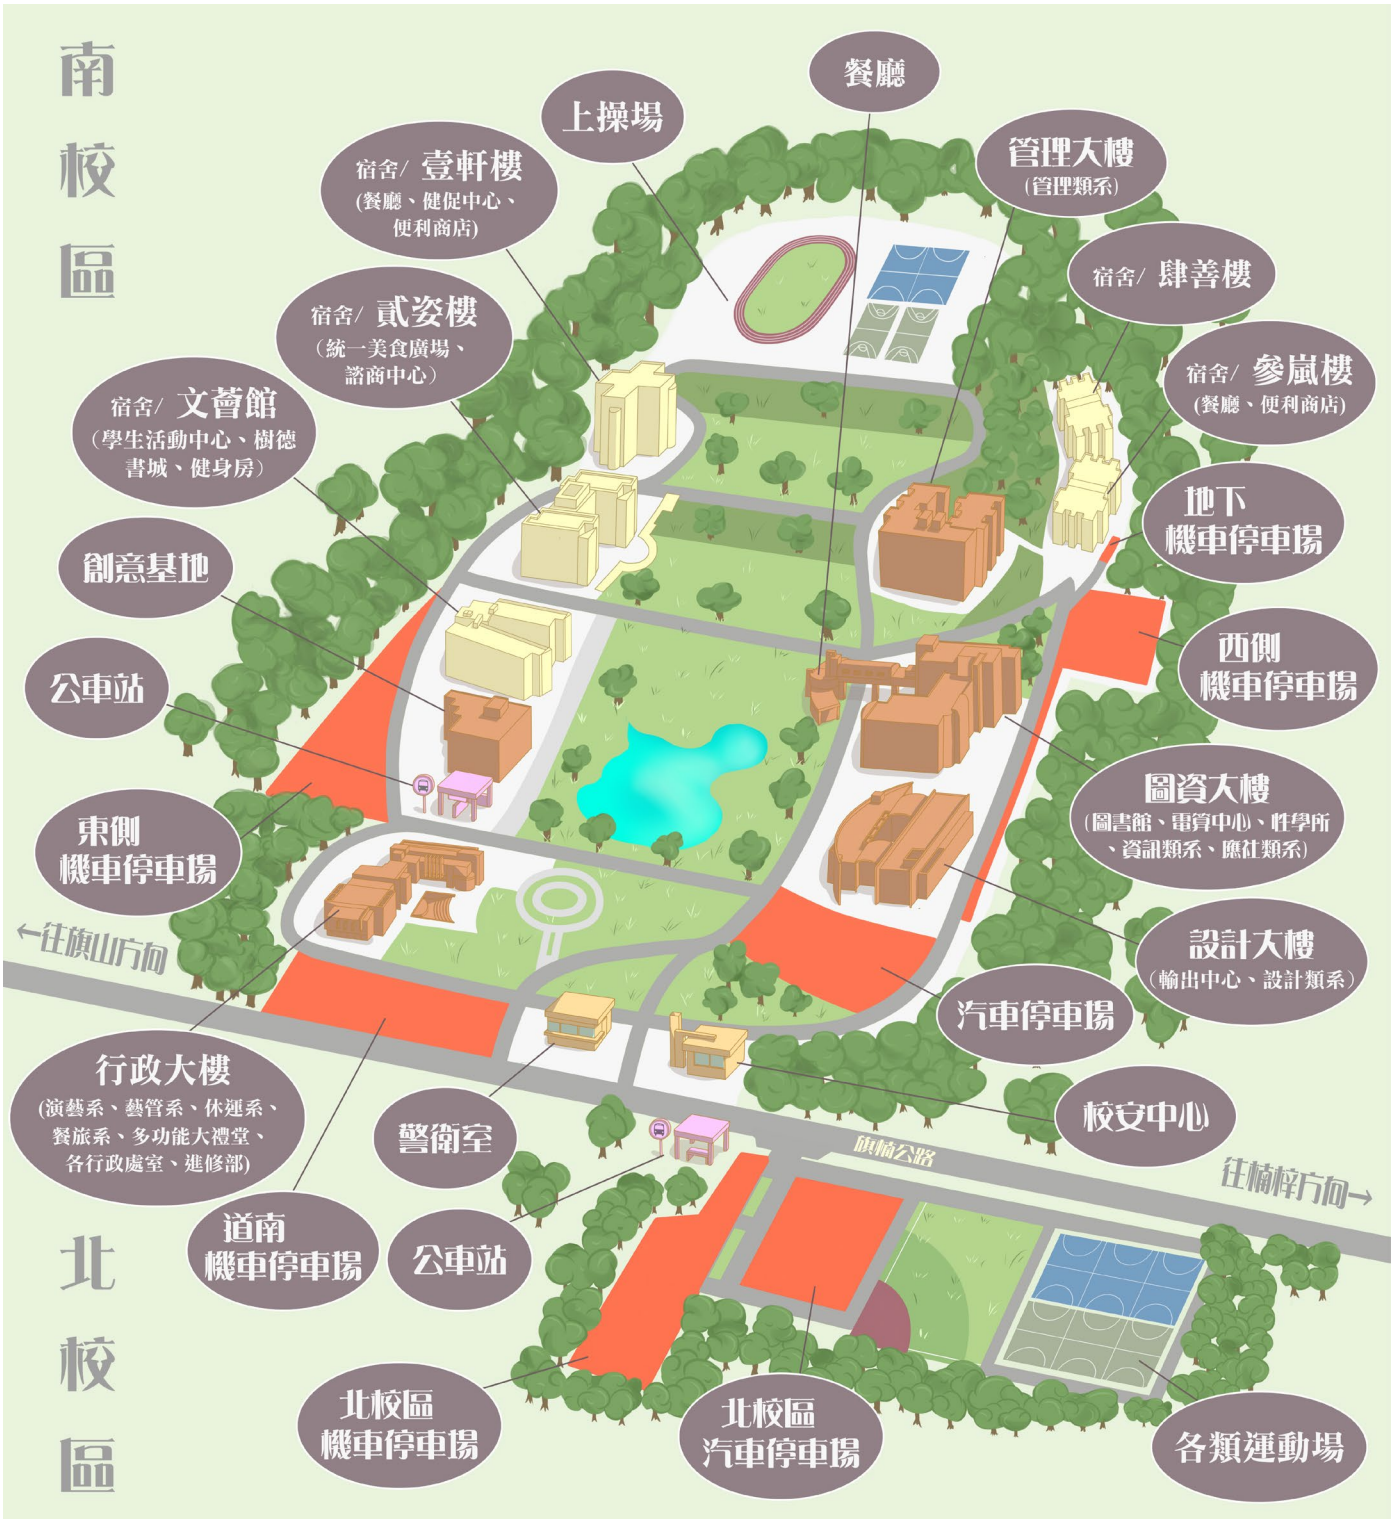 南校區
餐廳
上操場
管理大樓
(管理類系)
宿舍/ 壹軒樓
(餐廳、健促中心、
便利商店)
宿舍/ 肆善樓
宿舍/ 貳姿樓
(統一美食廣場、
諮商中心)
宿舍/ 參嵐樓
(餐廳、便利商店)
宿舍/ 文薈館
(學生活動中心、樹德
書城、健身房)
地下
機車停車場
創意基地
西側
機車停車場
公車站
圖資大樓
(圖書館、電算中心、性學所
、資訊類系、應社類系)
東側
機車停車場
設計大樓
(輸出中心、設計類系)
←往旗山方向
汽車停車場
行政大樓
(演藝系、藝管系、休運系、
餐旅系、多功能大禮堂、
各行政處室、進修部)
校安中心
警衛室
旗楠公路
往楠梓方向→
道南
機車停車場
公車站
北校區
北校區
機車停車場
北校區
汽車停車場
各類運動場